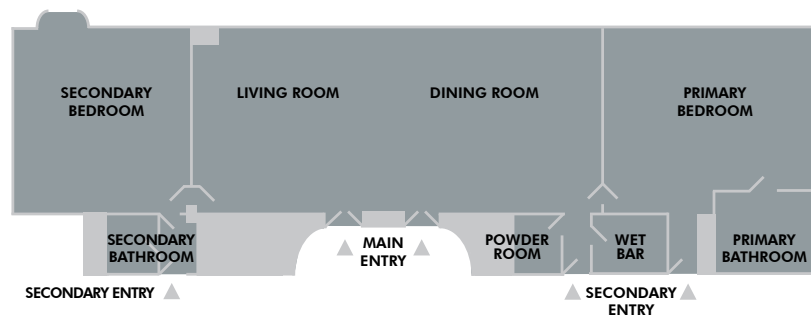 SECONDARY
BEDROOM
LIVING ROOM
DINING ROOM
PRIMARY
BEDROOM
SECONDARY
BATHROOM
MAIN
ENTRY
POWDER
ROOM
WET
BAR
PRIMARY
BATHROOM
SECONDARY ENTRY
SECONDARY
ENTRY